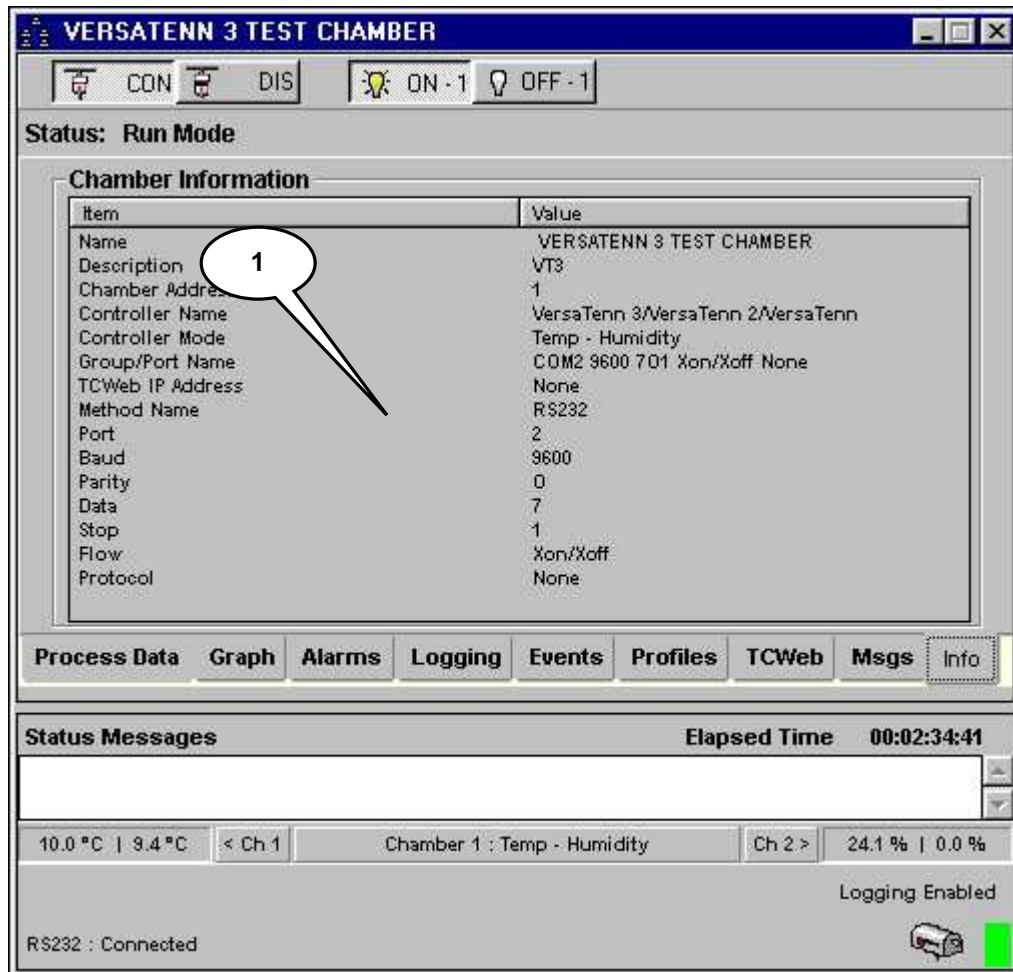 VERSATENN 3 TEST CHAMBER
CON DIS ON - 1 OFF - 1
Status: Run Mode
Chamber Information
Item Value
Name VERSATENN 3 TEST CHAMBER
Description VT3
1
Chamber 1
Controller Name VersaTenn 3/VersaTenn 2/VersaTenn
Controller Mode Temp - Humidity
Group/Port Name COM2 9600 7O1 Xon/Xoff None
TCWeb IP Address None
Method Name RS232
Port 2
Baud 9600
Parity O
Data 7
Stop 1
Flow Xon/Xoff
Protocol None
Process Data Graph Alarms Logging Events Profiles TCWeb Msgs Info
Status Messages Elapsed Time 00:02:34:41
10.0 °C | 9.4 °C < Ch 1 Chamber 1 : Temp - Humidity Ch 2 > 24.1 % | 0.0 %
Logging Enabled
RS232 : Connected